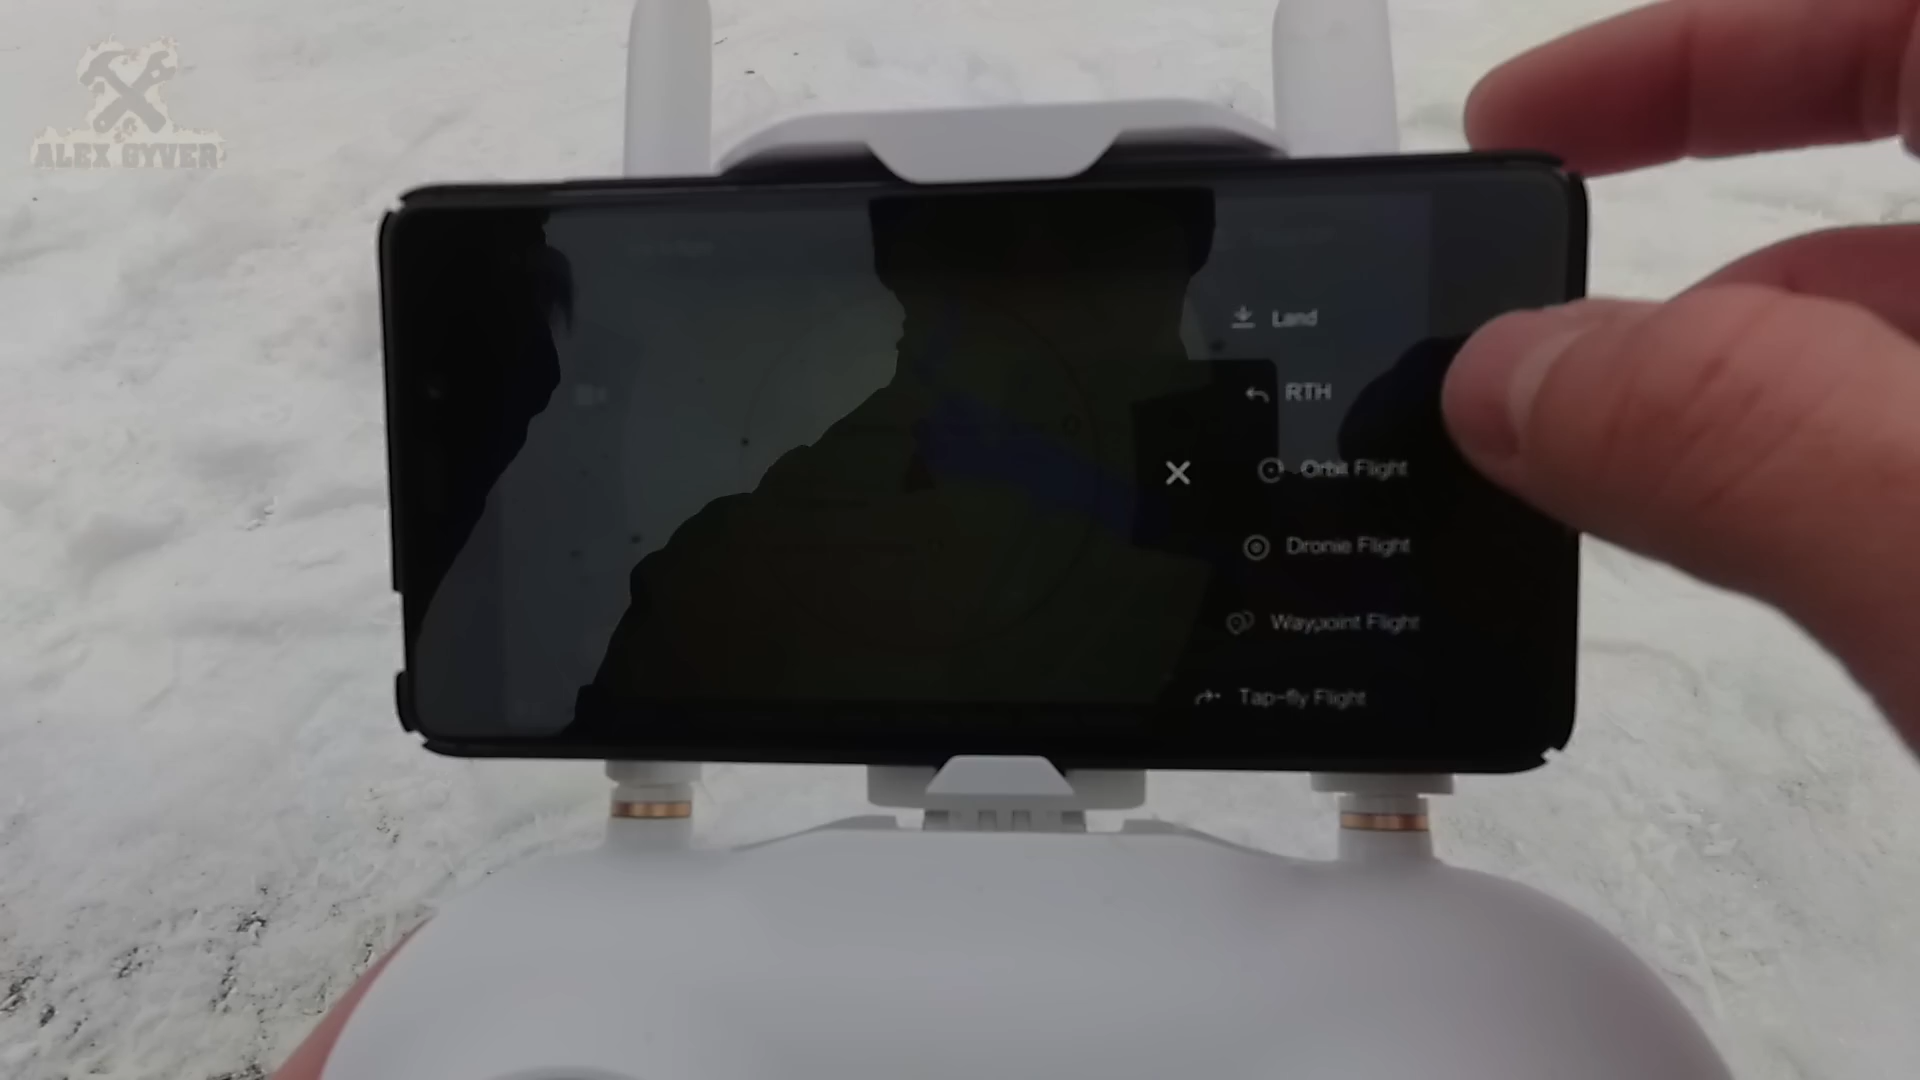 ALEX GYVER
Land
RTH
Orbit Flight
Dronie Flight
Waypoint Flight
Tap-fly Flight